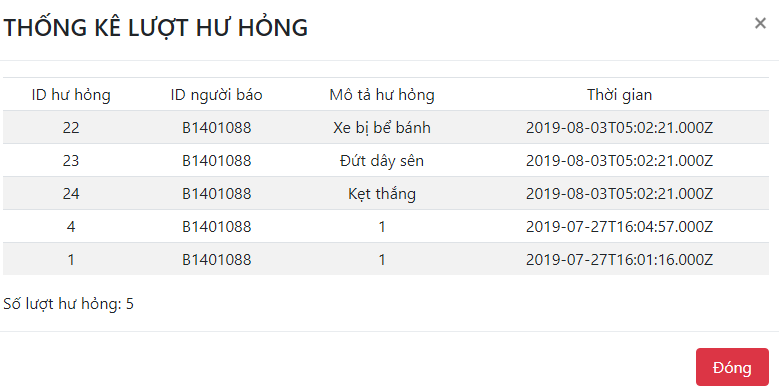 THỐNG KÊ LƯỢT HƯ HỎNG ×
ID hư hỏng ID người báo Mô tả hư hỏng Thời gian
22 B1401088 Xe bị bể bánh 2019-08-03T05:02:21.000Z
23 B1401088 Đứt dây sên 2019-08-03T05:02:21.000Z
24 B1401088 Kẹt thắng 2019-08-03T05:02:21.000Z
4 B1401088 1 2019-07-27T16:04:57.000Z
1 B1401088 1 2019-07-27T16:01:16.000Z
Số lượt hư hỏng: 5
Đóng